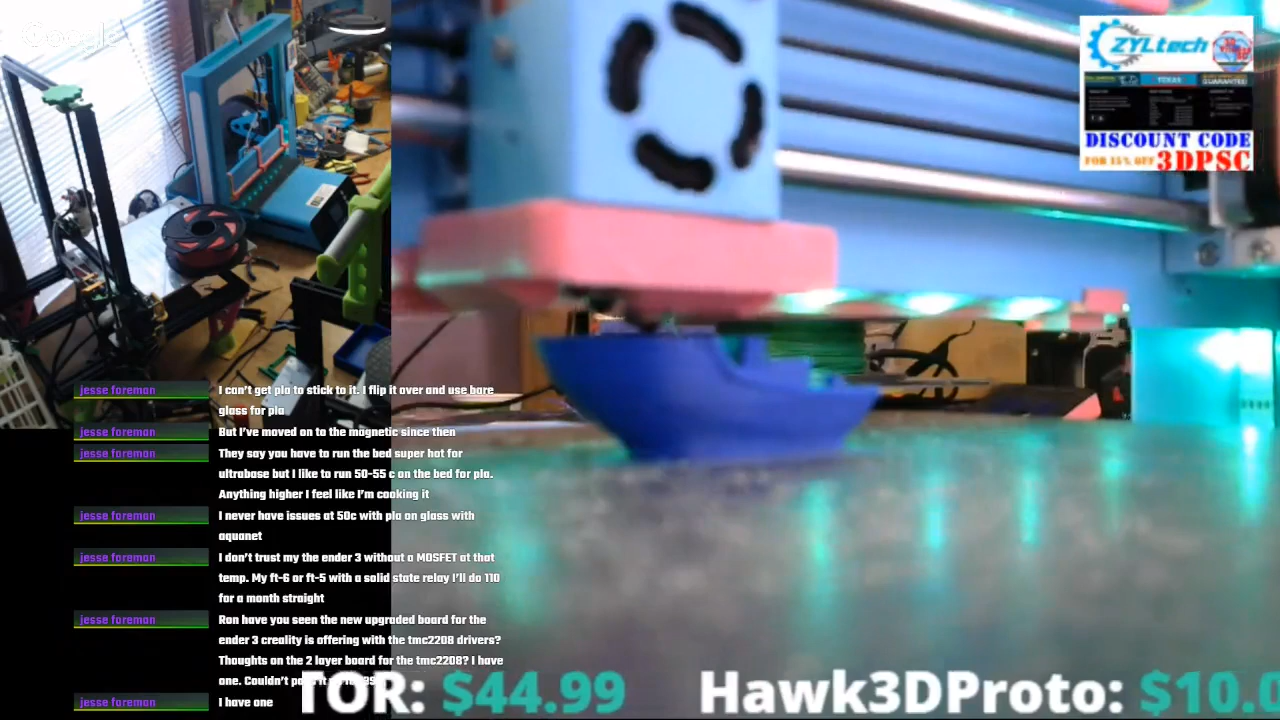 Google
ZYLtech
TEXAS
GUARANTEE
DISCOUNT CODE
FOR 15% OFF 3DPSC
jesse foreman I can't get pla to stick to it. I flip it over and use bare
glass for pla
jesse foreman But I've moved on to the magnetic since then
jesse foreman They say you have to run the bed super hot for
ultrabase but I like to run 50-55 c on the bed for pla.
Anything higher I feel like I'm cooking it
jesse foreman I never have issues at 50c with pla on glass with
aquanet
jesse foreman I don't trust my the ender 3 without a MOSFET at that
temp. My ft-6 or ft-5 with a solid state relay I'll do 110
for a month straight
jesse foreman Ron have you seen the new upgraded board for the
ender 3 creality is offering with the tmc2208 drivers?
Thoughts on the 2 layer board for the tmc2208? I have
one. Couldn't
jesse foreman I have one
TOR: $44.99 Hawk3DProto: $10.0